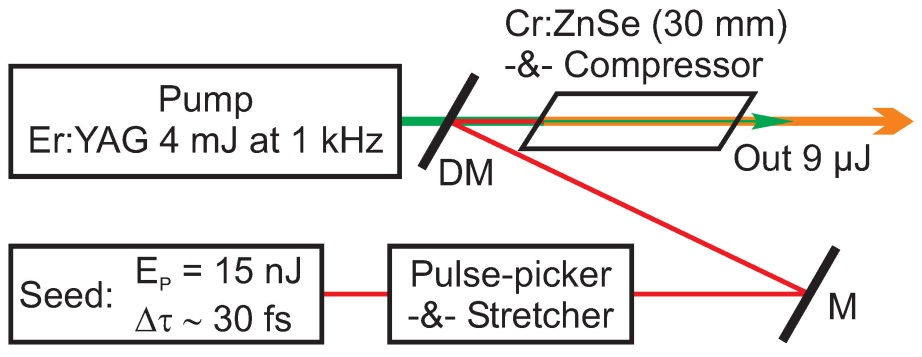 Cr:ZnSe (30 mm)
-&- Compressor
Pump
Er:YAG 4 mJ at 1 kHz
DM
Out 9 µJ
Seed:
E_P = 15 nJ
Δτ ~ 30 fs
Pulse-picker
-&- Stretcher
M